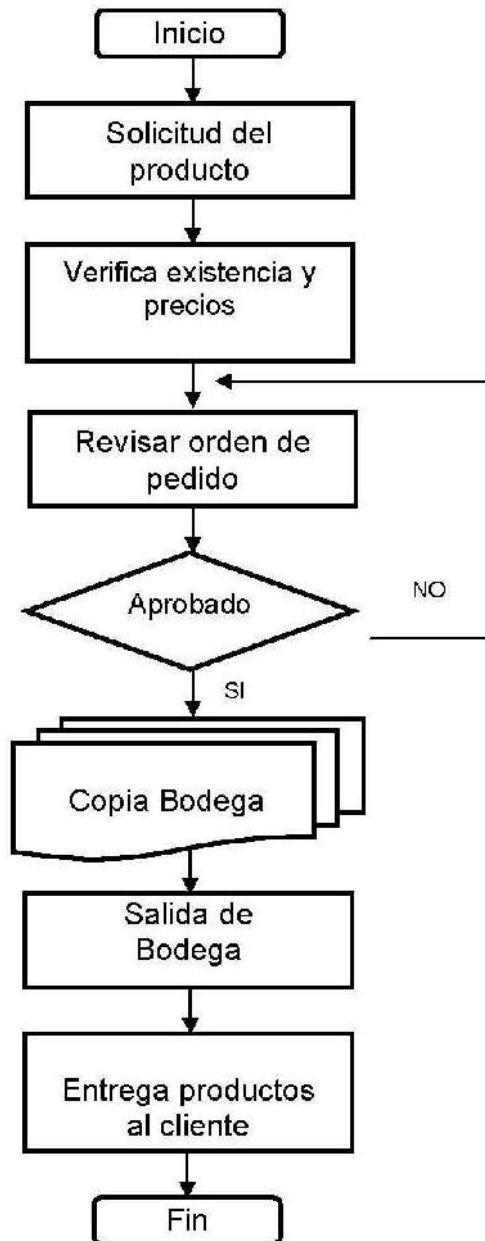 Inicio
Solicitud del
producto
Verifica existencia y
precios
Revisar orden de
pedido
Aprobado
NO
SI
Copia Bodega
Salida de
Bodega
Entrega productos
al cliente
Fin